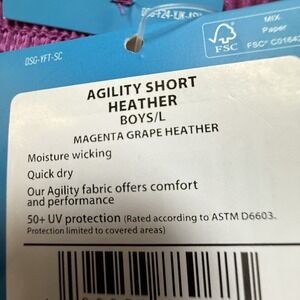 DSG-YFT-SC
MIX
Paper
FSC
AGILITY SHORT
HEATHER
BOYS/L
MAGENTA GRAPE HEATHER
Moisture wicking
Quick dry
Our Agility fabric offers comfort
and performance
50+ UV protection (Rated according to ASTM D6603.
Protection limited to covered areas)